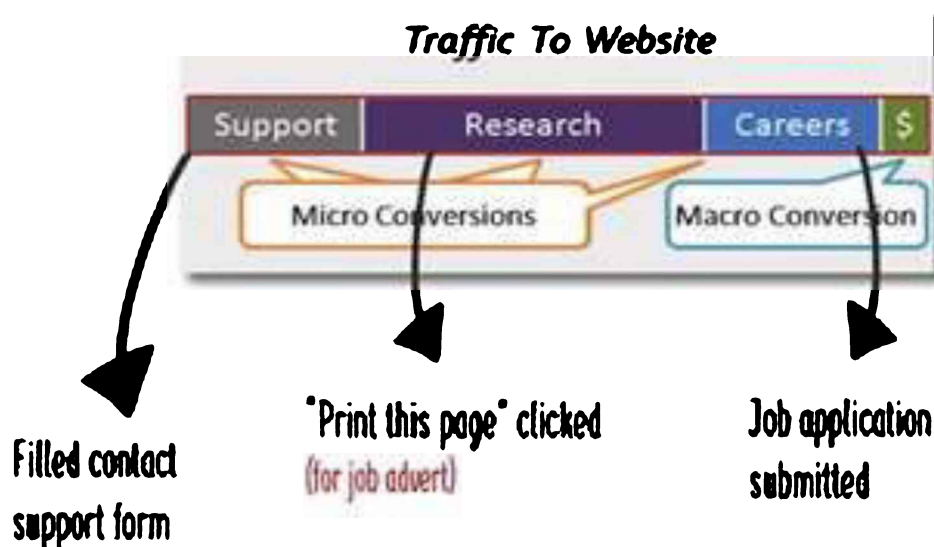 Traffic To Website
Support Research Careers $
Micro Conversions Macro Conversion
"Print this page" clicked
(for job advert)
Job application
submitted
Filled contact
support form